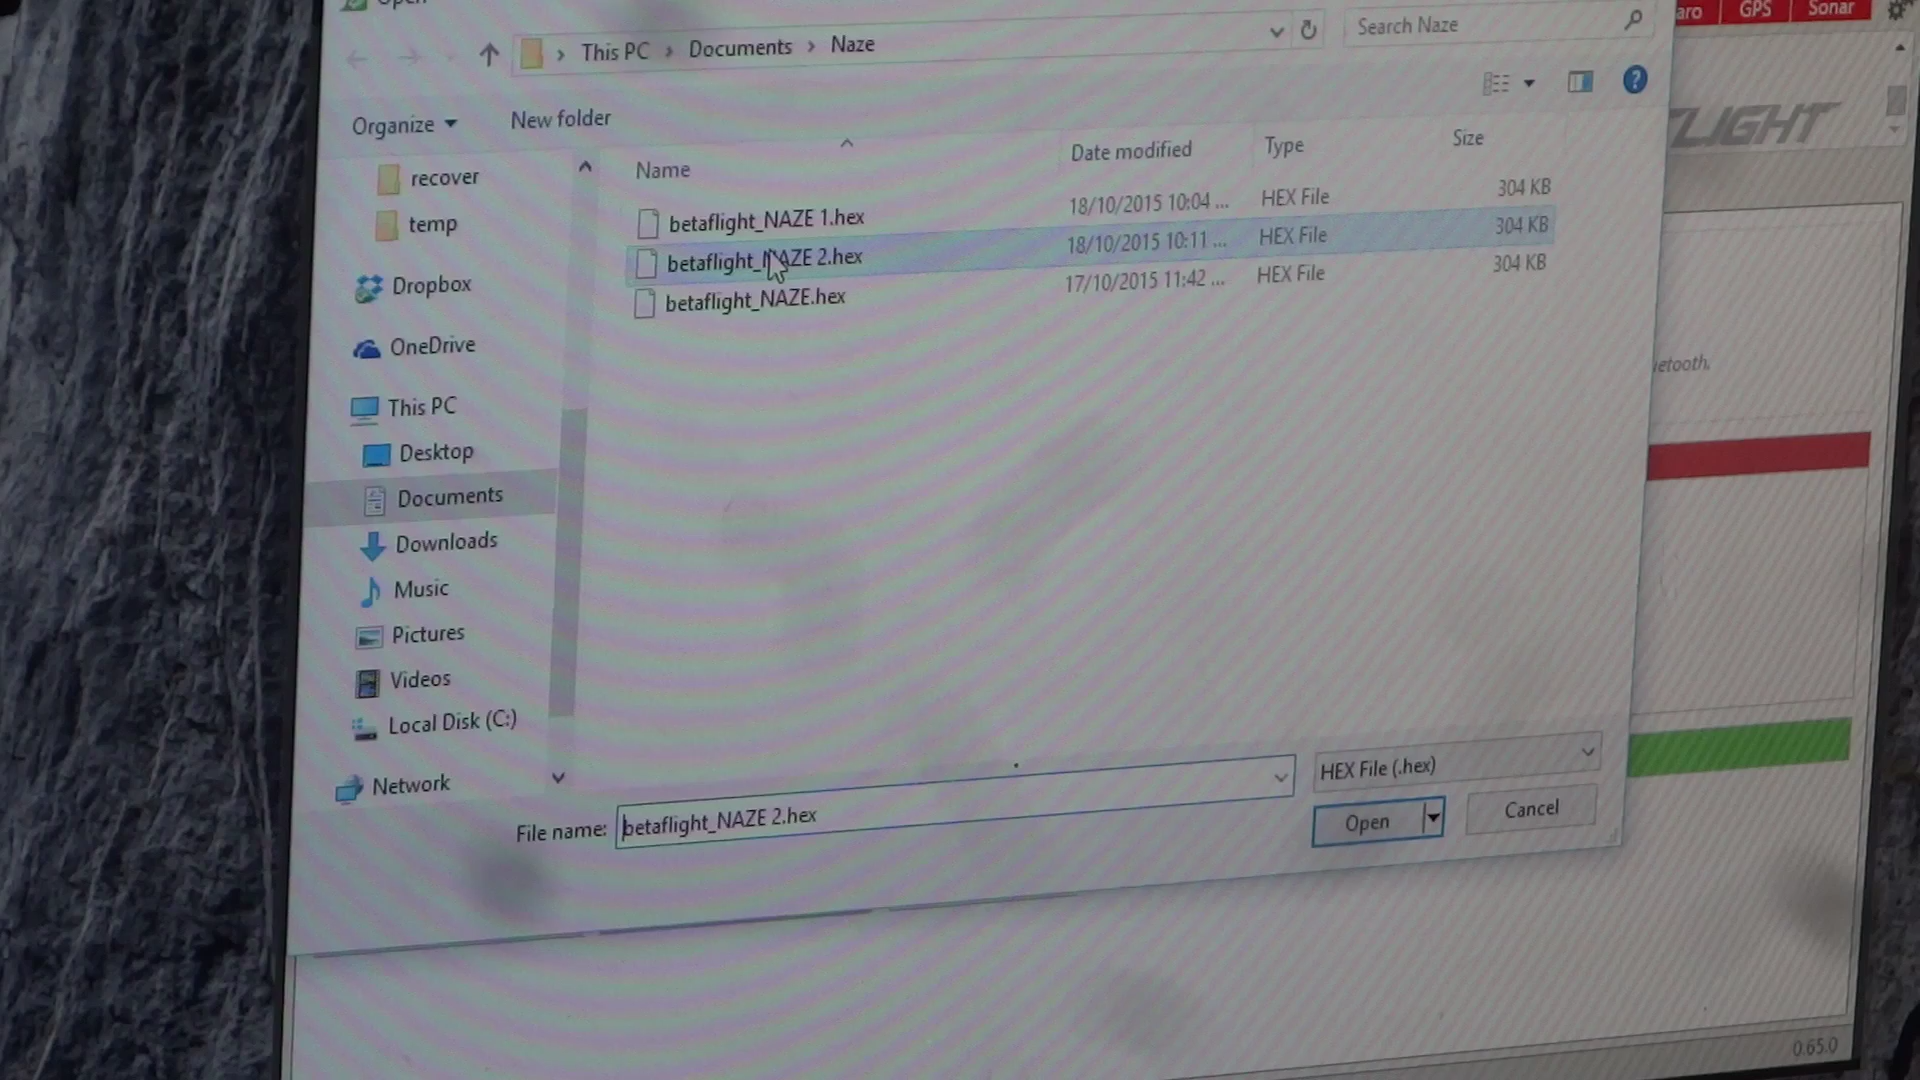 Open
aro GPS Sonar
This PC > Documents > Naze
Search Naze
Organize
New folder
recover
temp
Dropbox
OneDrive
This PC
Desktop
Documents
Downloads
Music
Pictures
Videos
Local Disk (C:)
Network
Name Date modified Type Size
betaflight_NAZE 1.hex 18/10/2015 10:04 ... HEX File 304 KB
betaflight_NAZE 2.hex 18/10/2015 10:11 ... HEX File 304 KB
betaflight_NAZE.hex 17/10/2015 11:42 ... HEX File 304 KB
LIGHT
etooth.
File name: betaflight_NAZE 2.hex
HEX File (.hex)
Open
Cancel
0.65.0